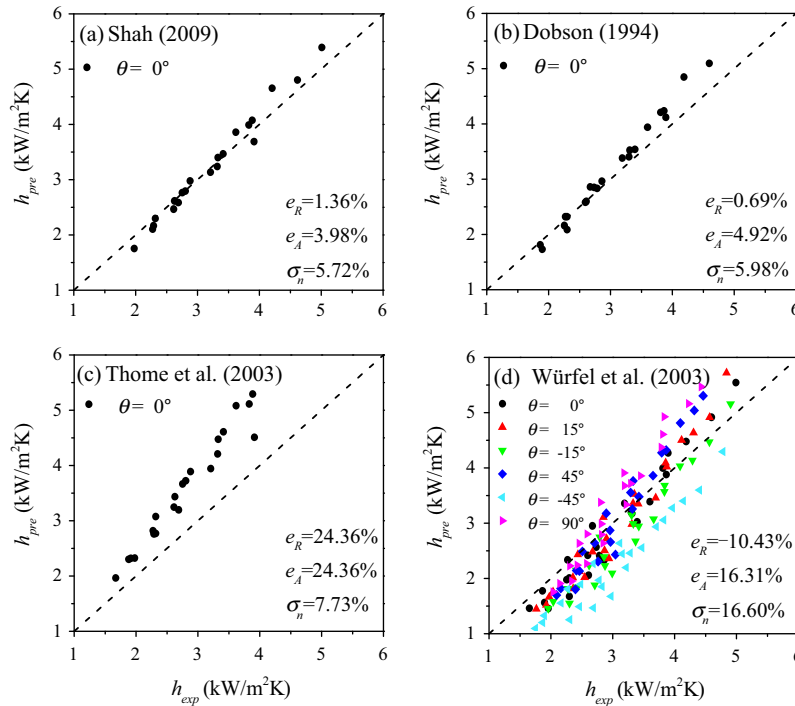 (a) Shah (2009)
θ = 0°
e_R=1.36%
e_A=3.98%
σ_n=5.72%
h_pre (kW/m²K)
6
5
4
3
2
1
1 2 3 4 5 6
(b) Dobson (1994)
θ = 0°
e_R=0.69%
e_A=4.92%
σ_n=5.98%
h_pre (kW/m²K)
6
5
4
3
2
1
1 2 3 4 5 6
(c) Thome et al. (2003)
θ = 0°
e_R=24.36%
e_A=24.36%
σ_n=7.73%
h_pre (kW/m²K)
6
5
4
3
2
1
1 2 3 4 5 6
h_exp (kW/m²K)
(d) Würfel et al. (2003)
θ = 0°
θ = 15°
θ = -15°
θ = 45°
θ = -45°
θ = 90°
e_R=−10.43%
e_A=16.31%
σ_n=16.60%
h_pre (kW/m²K)
6
5
4
3
2
1
1 2 3 4 5 6
h_exp (kW/m²K)